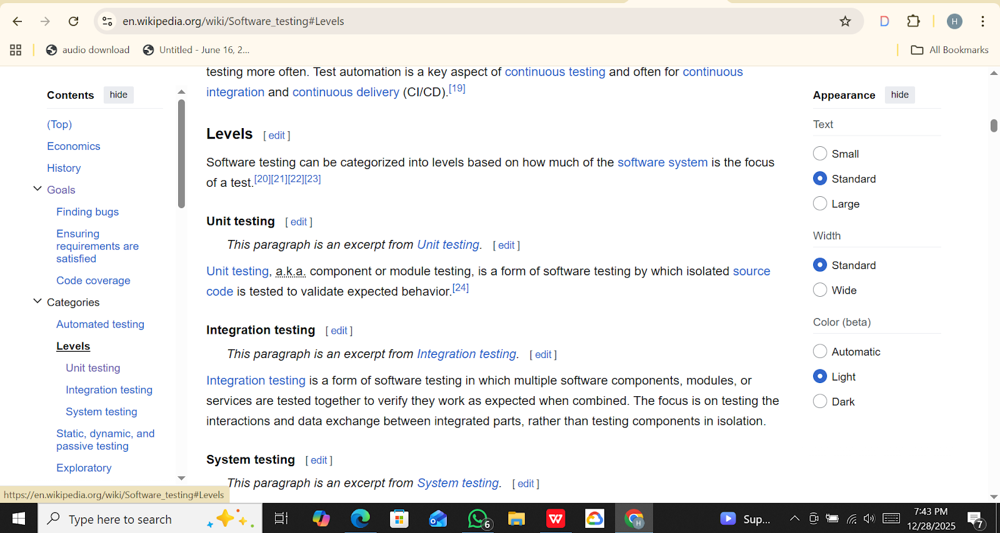 en.wikipedia.org/wiki/Software_testing#Levels
D
H
audio download
Untitled - June 16, 2...
All Bookmarks
Contents
hide
(Top)
Economics
History
Goals
Finding bugs
Ensuring
requirements are
satisfied
Code coverage
Categories
Automated testing
Levels
Unit testing
Integration testing
System testing
Static, dynamic, and
passive testing
Exploratory
testing more often. Test automation is a key aspect of continuous testing and often for continuous
integration and continuous delivery (CI/CD).[19]
Levels [ edit ]
Software testing can be categorized into levels based on how much of the software system is the focus
of a test.[20][21][22][23]
Unit testing [ edit ]
This paragraph is an excerpt from Unit testing. [ edit ]
Unit testing, a.k.a. component or module testing, is a form of software testing by which isolated source
code is tested to validate expected behavior.[24]
Integration testing [ edit ]
This paragraph is an excerpt from Integration testing. [ edit ]
Integration testing is a form of software testing in which multiple software components, modules, or
services are tested together to verify they work as expected when combined. The focus is on testing the
interactions and data exchange between integrated parts, rather than testing components in isolation.
System testing [ edit ]
This paragraph is an excerpt from System testing. [ edit ]
Appearance
hide
Text
Small
Standard
Large
Width
Standard
Wide
Color (beta)
Automatic
Light
Dark
https://en.wikipedia.org/wiki/Software_testing#Levels
Type here to search
6
W
H
Sup...
7:43 PM
12/28/2025
7